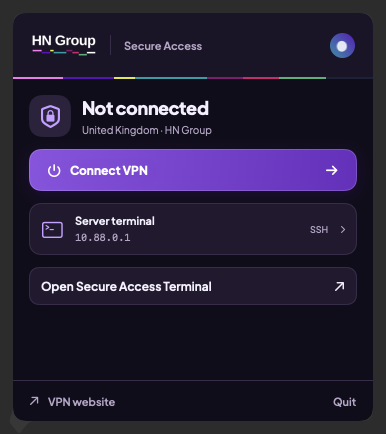 HN Group
Secure Access
Not connected
United Kingdom · HN Group
Connect VPN
Server terminal
10.88.0.1
SSH
Open Secure Access Terminal
VPN website
Quit